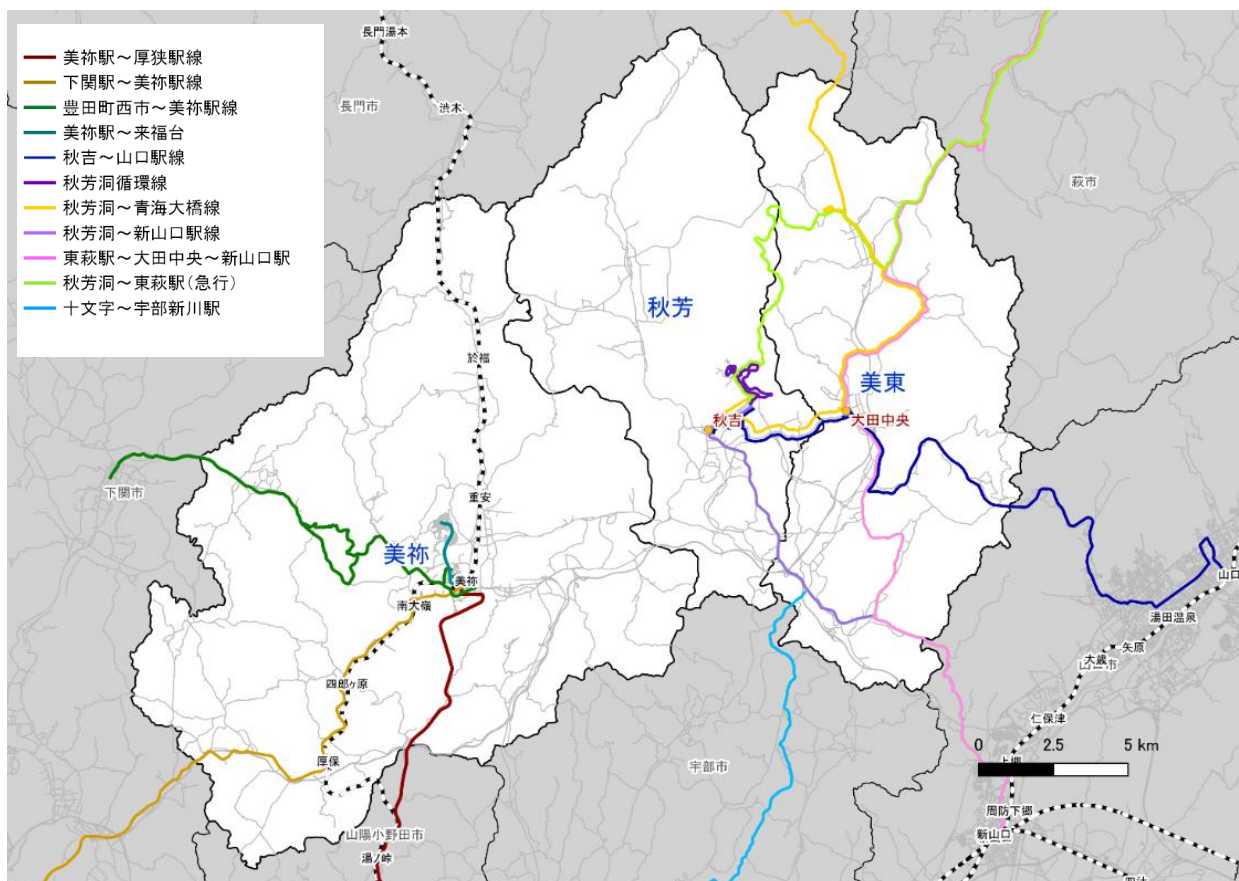 美祢駅～厚狭駅線
下関駅～美祢駅線
豊田町西市～美祢駅線
美祢駅～来福台
秋吉～山口駅線
秋芳洞循環線
秋芳洞～青海大橋線
秋芳洞～新山口駅線
東萩駅～大田中央～新山口駅
秋芳洞～東萩駅(急行)
十文字～宇部新川駅
長門湯本
長門市
渋木
萩市
秋芳
於福
美東
秋吉
大田中央
下関市
重安
美祢
美祢
南大嶺
山口
湯田温泉
矢原
大歳
四郎ヶ原
仁保津
厚保
宇部市
0 2.5 5 km
上郷
周防下郷
山陽小野田市
新山口
湯ノ峠